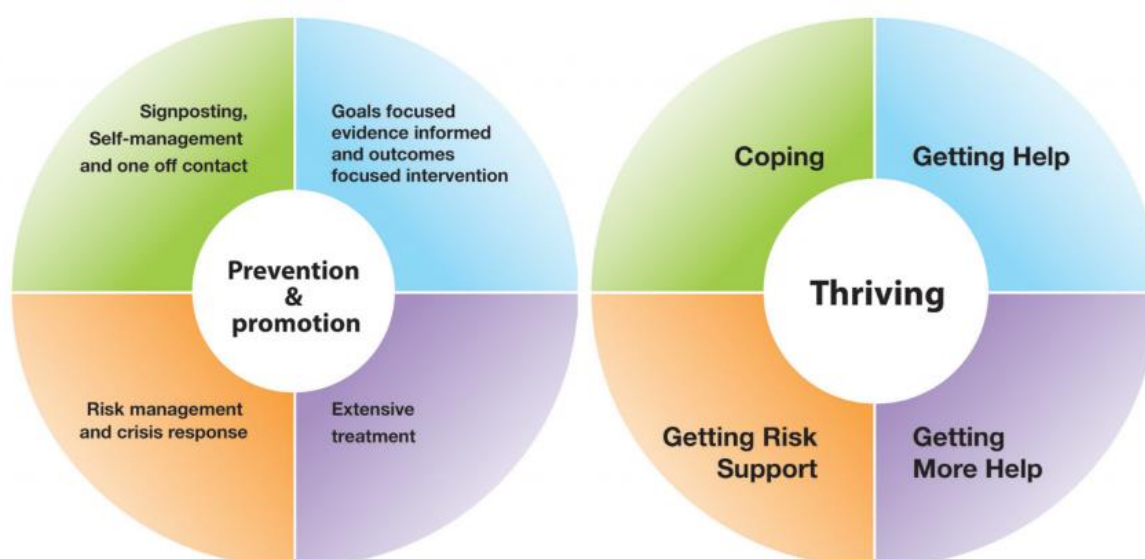 Signposting,
Self-management
and one off contact
Goals focused
evidence informed
and outcomes
focused intervention
Prevention
&
promotion
Risk management
and crisis response
Extensive
treatment
Coping
Getting Help
Thriving
Getting Risk
Support
Getting
More Help